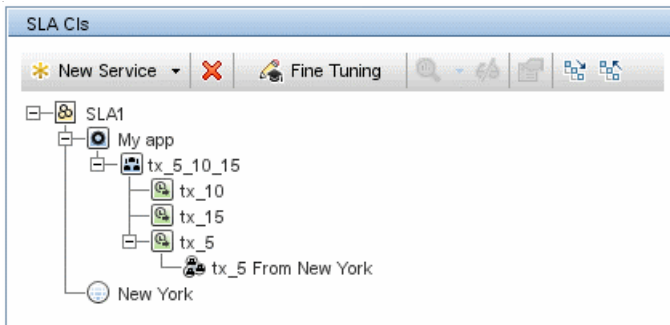 SLA CIs
New Service Fine Tuning
SLA1
My app
tx_5_10_15
tx_10
tx_15
tx_5
tx_5 From New York
New York